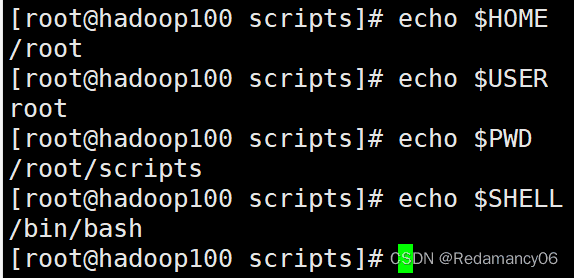 [root@hadoop100 scripts]# echo $HOME
/root
[root@hadoop100 scripts]# echo $USER
root
[root@hadoop100 scripts]# echo $PWD
/root/scripts
[root@hadoop100 scripts]# echo $SHELL
/bin/bash
[root@hadoop100 scripts]# CSDN @Redamancy06